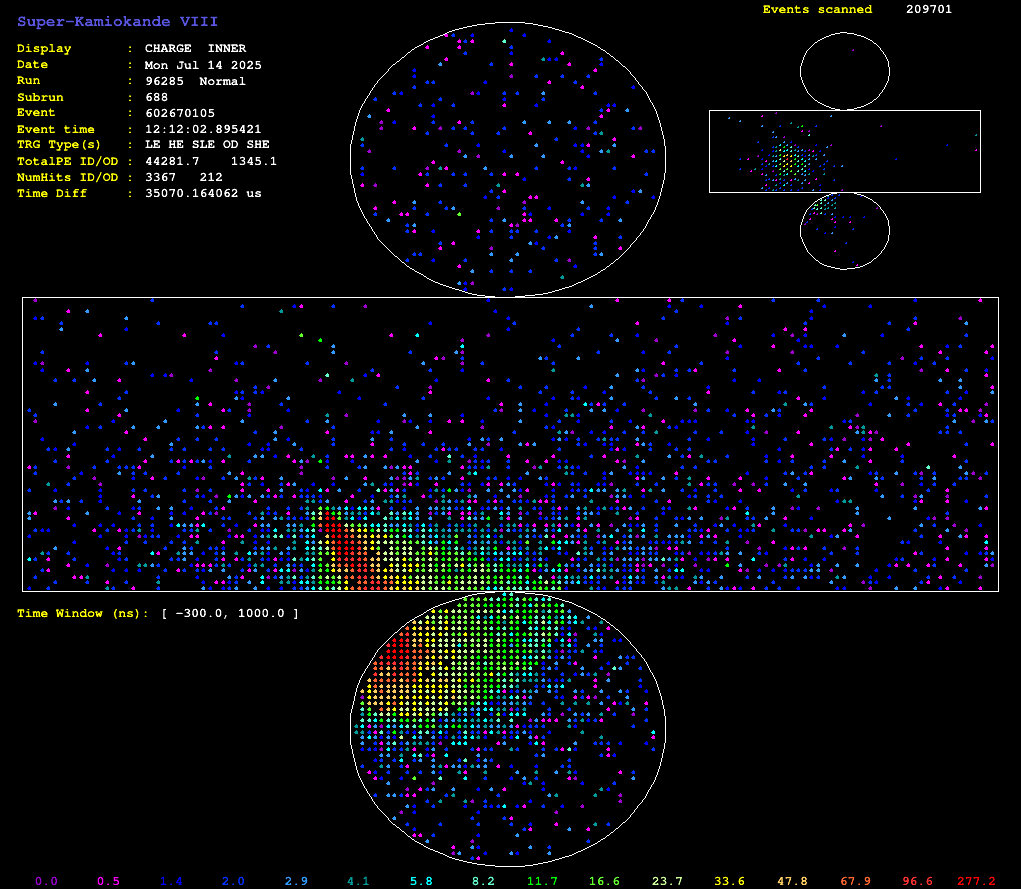 Super-Kamiokande VIII
Events scanned 209701
Display : CHARGE INNER
Date : Mon Jul 14 2025
Run : 96285 Normal
Subrun : 688
Event : 602670105
Event time : 12:12:02.895421
TRG Type(s) : LE HE SLE OD SHE
TotalPE ID/OD : 44281.7 1345.1
NumHits ID/OD : 3367 212
Time Diff : 35070.164062 us
Time Window (ns): [ -300.0, 1000.0 ]
0.0 0.5 1.4 2.0 2.9 4.1 5.8 8.2 11.7 16.6 23.7 33.6 47.8 67.9 96.6 277.2